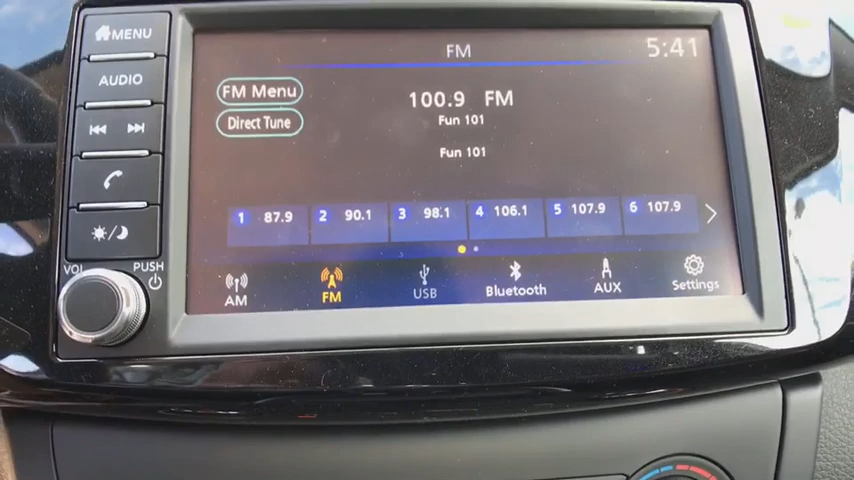 MENU
AUDIO
VOL
PUSH
FM
5:41
FM Menu
Direct Tune
100.9 FM
Fun 101
Fun 101
1 87.9
2 90.1
3 98.1
4 106.1
5 107.9
6 107.9
AM
FM
USB
Bluetooth
AUX
Settings